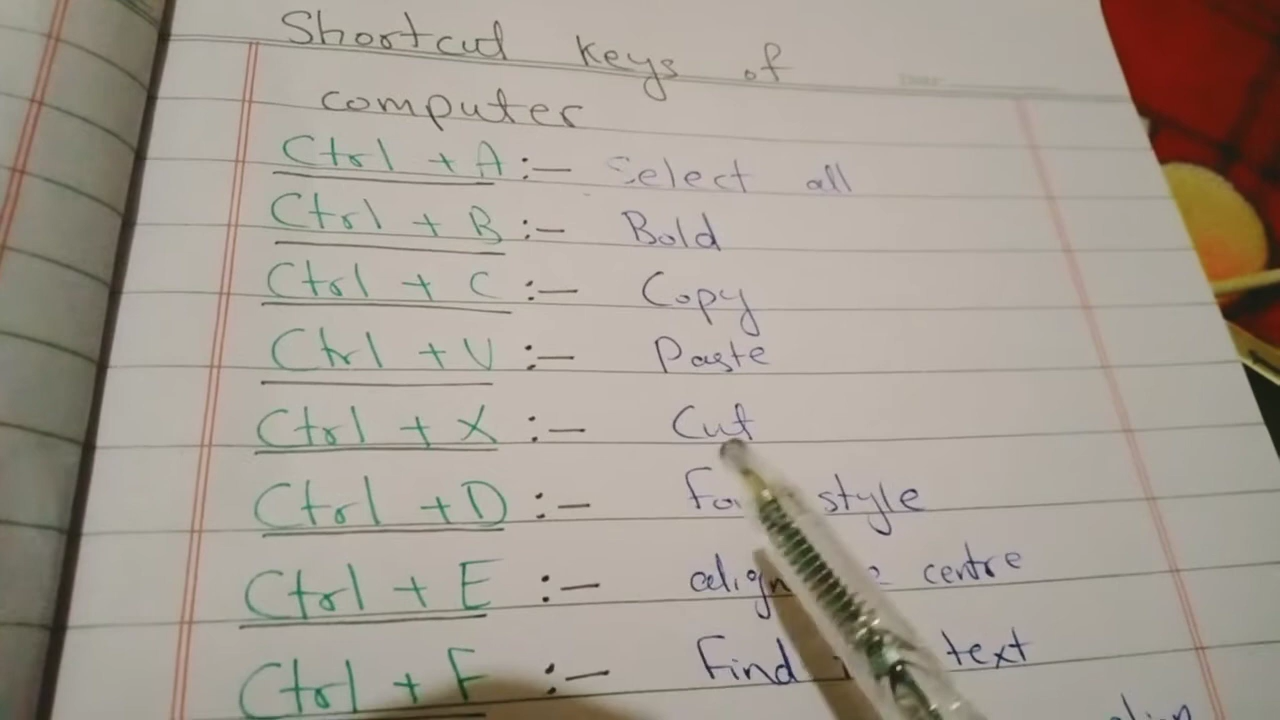 Shortcut keys of
computer
Ctrl + A :- Select all
Ctrl + B :- Bold
Ctrl + C :- Copy
Ctrl + V :- Paste
Ctrl + X :- Cut
Ctrl + D :- style
Ctrl + E :- align centre
Ctrl + F :- Find text